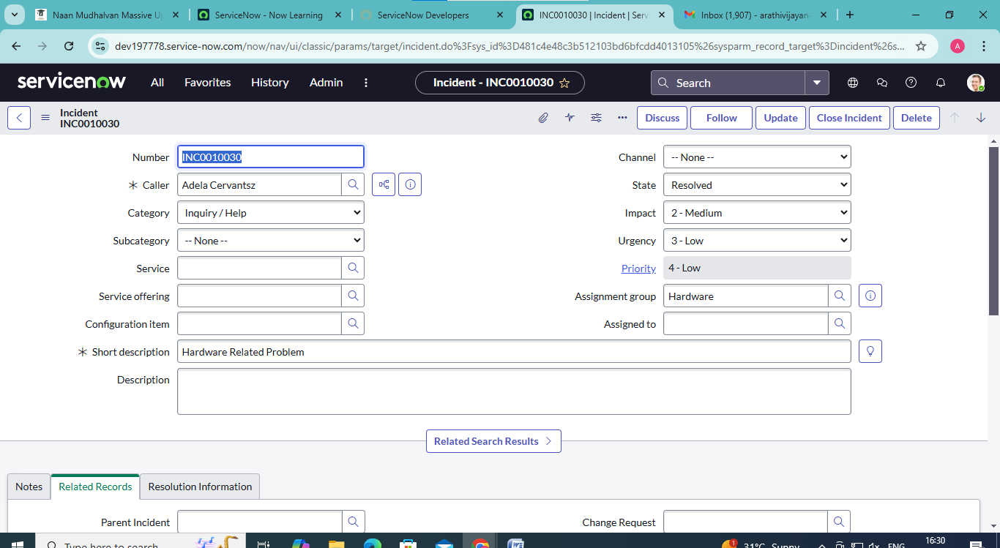 Naan Mudhalvan Massive U
ServiceNow - Now Learning
ServiceNow Developers
INC0010030 | Incident | Serv
Inbox (1,907) - arathivijayan
dev197778.service-now.com/now/nav/ui/classic/params/target/incident.do%3Fsys_id%3D481c4e48c3b512103bd6bfcdd4013105%26sysparm_record_target%3Dincident%26s...
A
servicenow
All
Favorites
History
Admin
Incident - INC0010030
Search
Incident
INC0010030
Discuss
Follow
Update
Close Incident
Delete
Number
INC0010030
Channel
-- None --
Caller
Adela Cervantsz
State
Resolved
Category
Inquiry / Help
Impact
2 - Medium
Subcategory
-- None --
Urgency
3 - Low
Service
Priority
4 - Low
Service offering
Assignment group
Hardware
Configuration item
Assigned to
Short description
Hardware Related Problem
Description
Related Search Results
Notes
Related Records
Resolution Information
Parent Incident
Change Request
Type here to search
1
31°C Sunny
ENG
16:30